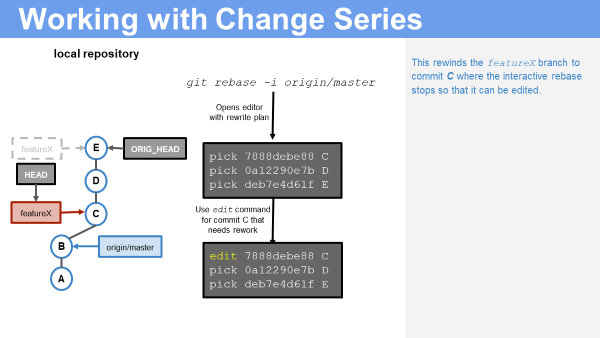 Working with Change Series
local repository
git rebase -i origin/master
Opens editor
with rewrite plan
featureX
E
ORIG_HEAD
HEAD
D
featureX
C
B
origin/master
A
pick 7888debe88 C
pick 0a12290e7b D
pick deb7e4d61f E
Use edit command
for commit C that
needs rework
edit 7888debe88 C
pick 0a12290e7b D
pick deb7e4d61f E
This rewinds the featureX branch to
commit C where the interactive rebase
stops so that it can be edited.